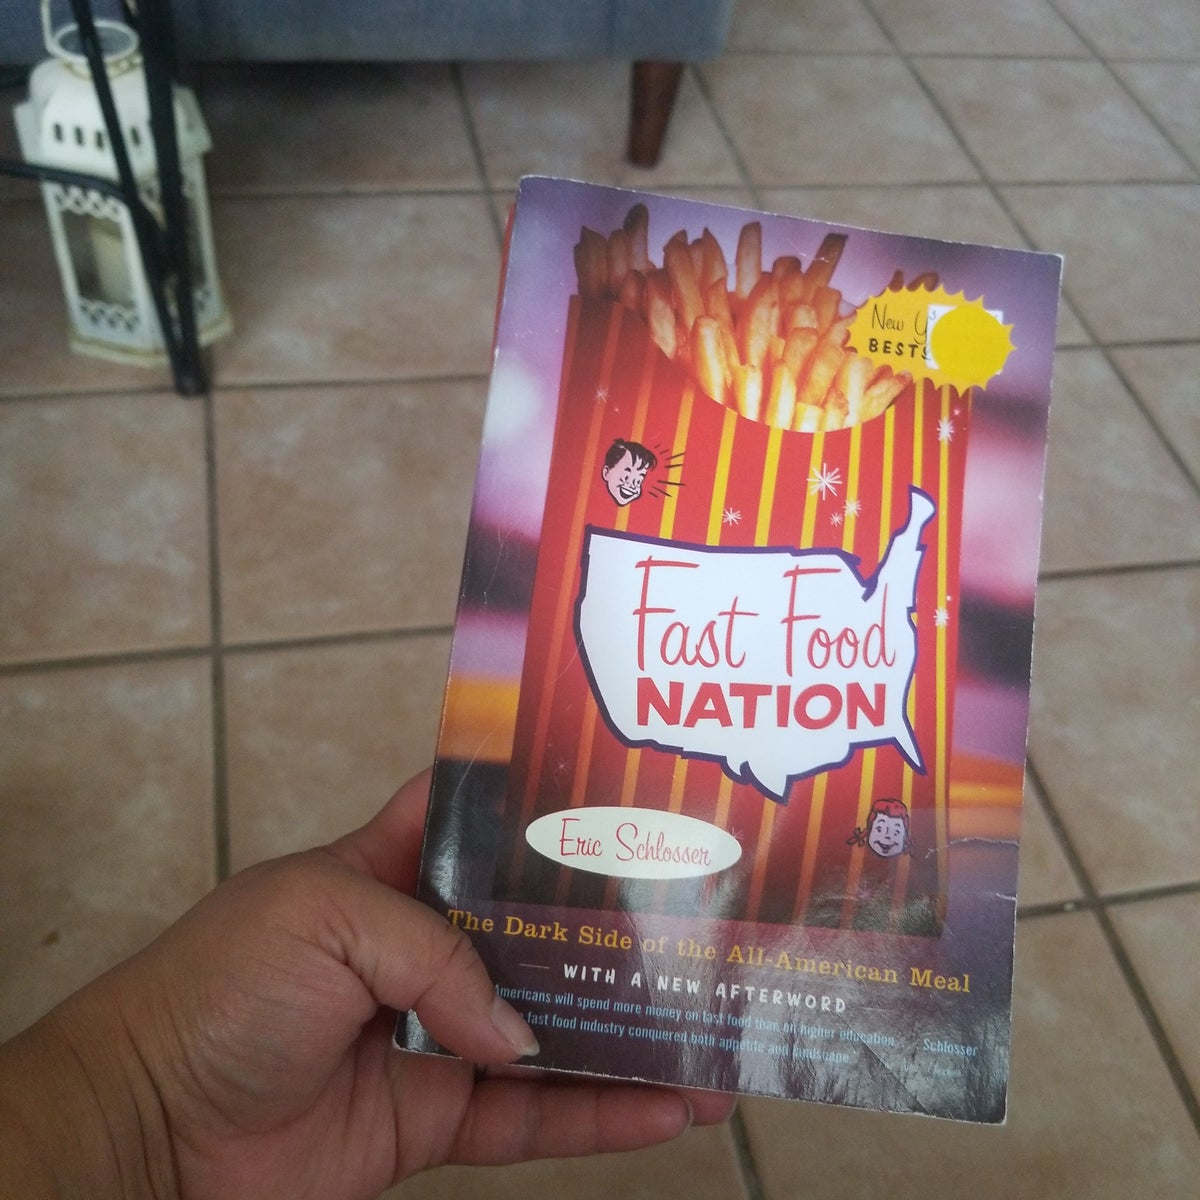 New Y
BESTS
Fast Food
NATION
Eric Schlosser
The Dark Side of the All-American Meal
WITH A NEW AFTERWORD
Americans will spend more money on fast food than on higher education
Schlosser
fast food industry conquered both appetite and landscape.